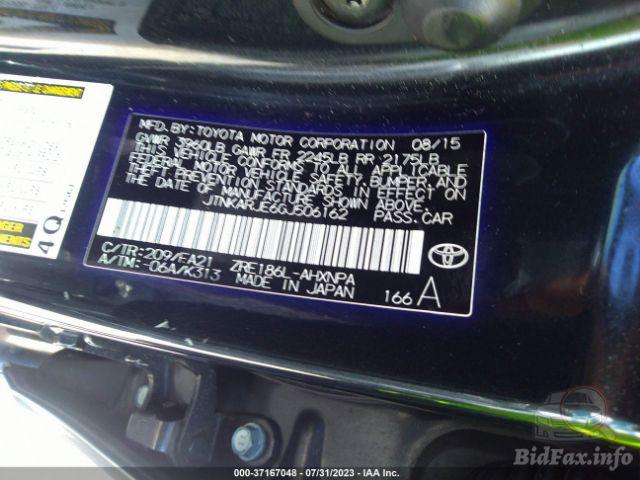 MFD. BY: TOYOTA MOTOR CORPORATION 08/15
GVWR 3960LB GAWR FR 2245LB RR 2175LB
THIS VEHICLE CONFORMS TO ALL APPLICABLE
FEDERAL MOTOR VEHICLE SAFETY, BUMPER, AND
THEFT PREVENTION STANDARDS IN EFFECT ON THE
DATE OF MANUFACTURE SHOWN ABOVE.
JTNKARJE6GJ506162 PASS.CAR
C/TR: 209/EA21 ZRE186L-AHXNPA
A/TM: -06A/K313 MADE IN JAPAN
166 A
4Q
000-37167048 - 07/31/2023 - IAA Inc.
BidFax.info